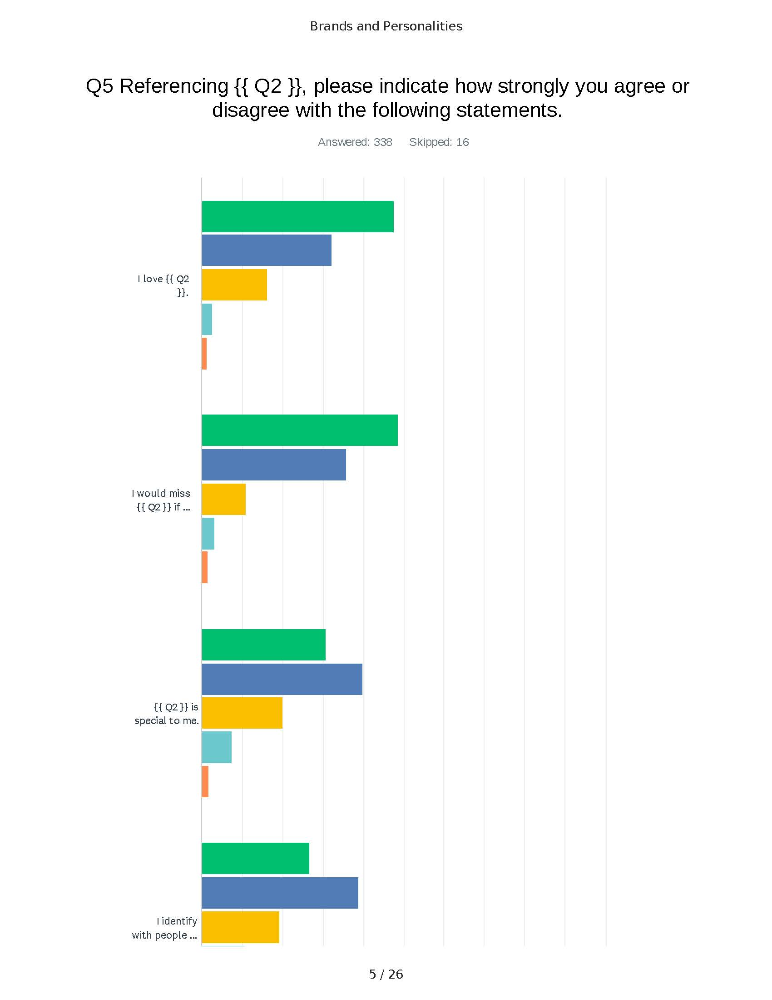 Brands and Personalities
Q5 Referencing {{ Q2 }}, please indicate how strongly you agree or
disagree with the following statements.
Answered: 338 Skipped: 16
I love {{ Q2
}}.
I would miss
{{ Q2 }} if ...
{{ Q2 }} is
special to me.
I identify
with people ...
5 / 26